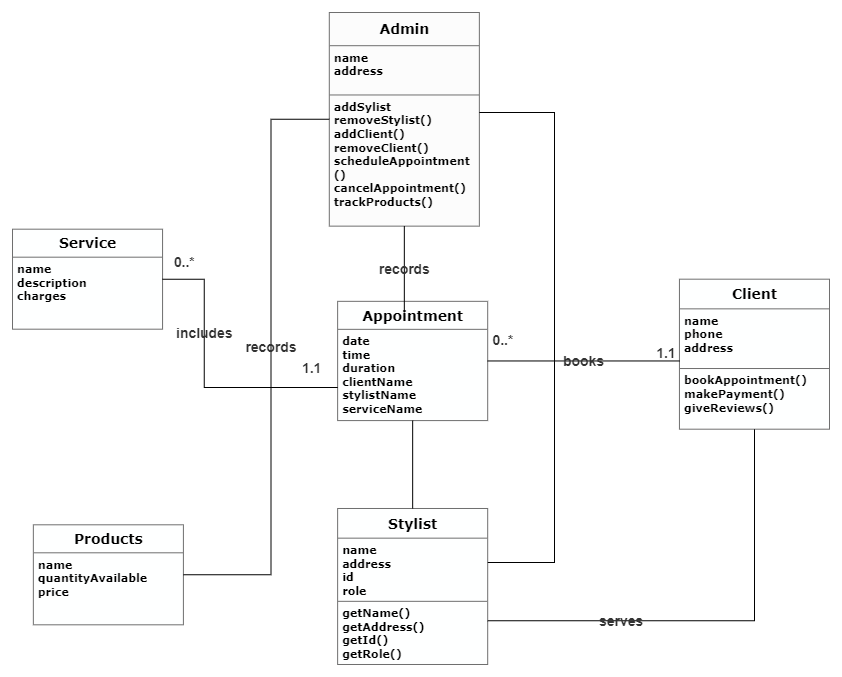 Admin
name
address
addSylist
removeStylist()
addClient()
removeClient()
scheduleAppointment
()
cancelAppointment()
trackProducts()
Service
name
description
charges
0..*
includes
records
records
1.1
Appointment
date
time
duration
clientName
stylistName
serviceName
0..*
books
1.1
Client
name
phone
address
bookAppointment()
makePayment()
giveReviews()
Products
name
quantityAvailable
price
Stylist
name
address
id
role
getName()
getAddress()
getId()
getRole()
serves